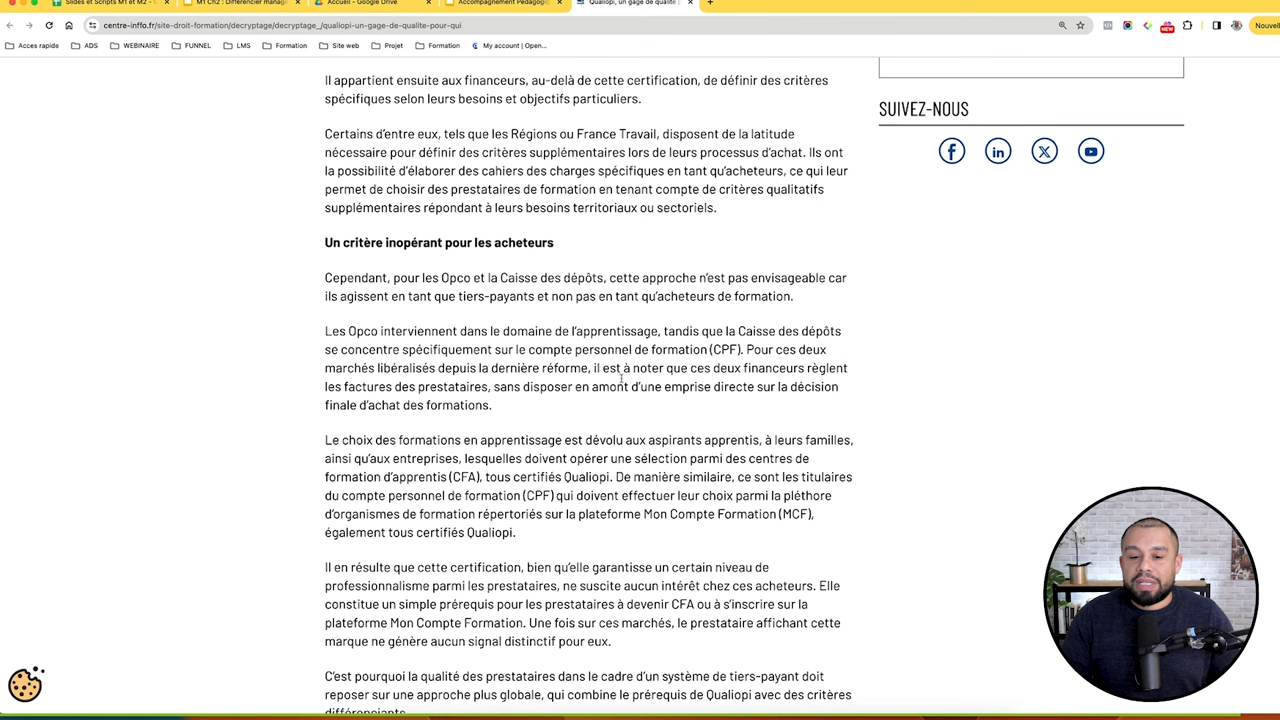 Slides et Scripts M1 et M2 -
M1 Ch2 : Différencier manag
Accueil – Google Drive
Accompagnement Pédagog
Qualiopi, un gage de qualité
centre-inffo.fr/site-droit-formation/decryptage/decryptage_/qualiopi-un-gage-de-qualite-pour-qui
NEW
Nouvell
Acces rapide
ADS
WEBINAIRE
FUNNEL
LMS
Formation
Site web
Projet
Formation
My account | Open...
Il appartient ensuite aux financeurs, au-delà de cette certification, de définir des critères
spécifiques selon leurs besoins et objectifs particuliers.
Certains d'entre eux, tels que les Régions ou France Travail, disposent de la latitude
nécessaire pour définir des critères supplémentaires lors de leurs processus d'achat. Ils ont
la possibilité d'élaborer des cahiers des charges spécifiques en tant qu'acheteurs, ce qui leur
permet de choisir des prestataires de formation en tenant compte de critères qualitatifs
supplémentaires répondant à leurs besoins territoriaux ou sectoriels.
Un critère inopérant pour les acheteurs
Cependant, pour les Opco et la Caisse des dépôts, cette approche n'est pas envisageable car
ils agissent en tant que tiers-payants et non pas en tant qu'acheteurs de formation.
Les Opco interviennent dans le domaine de l'apprentissage, tandis que la Caisse des dépôts
se concentre spécifiquement sur le compte personnel de formation (CPF). Pour ces deux
marchés libéralisés depuis la dernière réforme, il est à noter que ces deux financeurs règlent
les factures des prestataires, sans disposer en amont d'une emprise directe sur la décision
finale d'achat des formations.
Le choix des formations en apprentissage est dévolu aux aspirants apprentis, à leurs familles,
ainsi qu'aux entreprises, lesquelles doivent opérer une sélection parmi des centres de
formation d'apprentis (CFA), tous certifiés Qualiopi. De manière similaire, ce sont les titulaires
du compte personnel de formation (CPF) qui doivent effectuer leur choix parmi la pléthore
d'organismes de formation répertoriés sur la plateforme Mon Compte Formation (MCF),
également tous certifiés Qualiopi.
Il en résulte que cette certification, bien qu'elle garantisse un certain niveau de
professionnalisme parmi les prestataires, ne suscite aucun intérêt chez ces acheteurs. Elle
constitue un simple prérequis pour les prestataires à devenir CFA ou à s'inscrire sur la
plateforme Mon Compte Formation. Une fois sur ces marchés, le prestataire affichant cette
marque ne génère aucun signal distinctif pour eux.
C'est pourquoi la qualité des prestataires dans le cadre d'un système de tiers-payant doit
reposer sur une approche plus globale, qui combine le prérequis de Qualiopi avec des critères
différenciants
SUIVEZ-NOUS